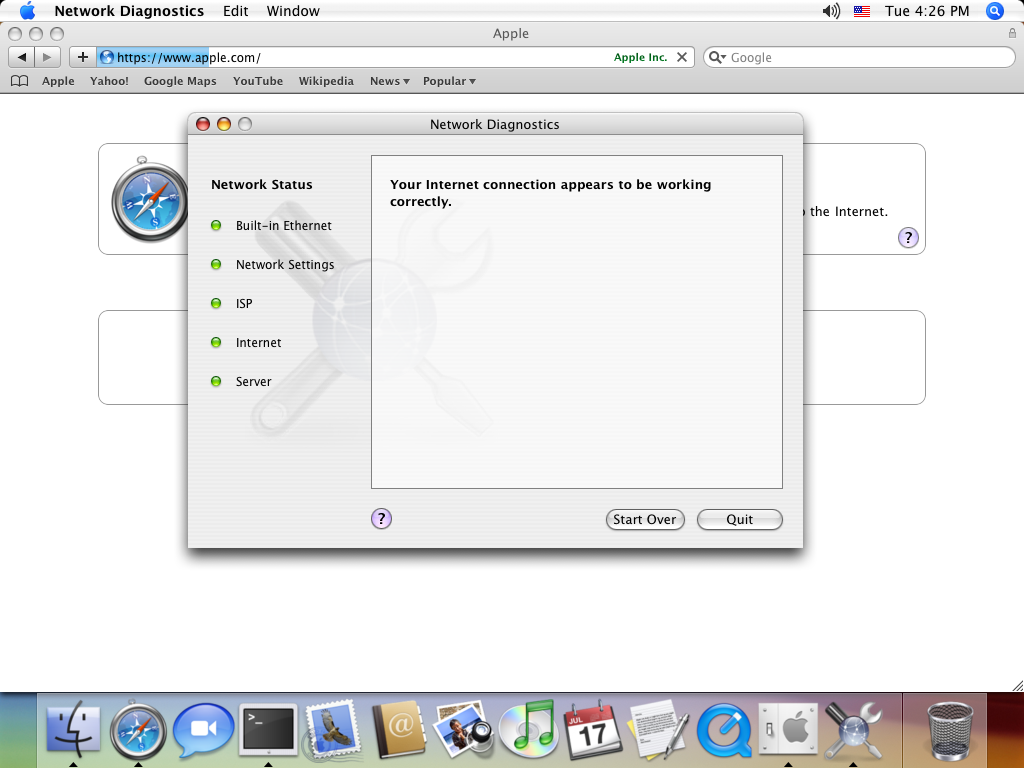 Network Diagnostics Edit Window Tue 4:26 PM
Apple
https://www.apple.com/ Apple Inc. Google
Apple Yahoo! Google Maps YouTube Wikipedia News Popular
Network Diagnostics
Network Status
Built-in Ethernet
Network Settings
ISP
Internet
Server
Your Internet connection appears to be working
correctly.
the Internet.
?
?
Start Over Quit
>_
@
JUL
17